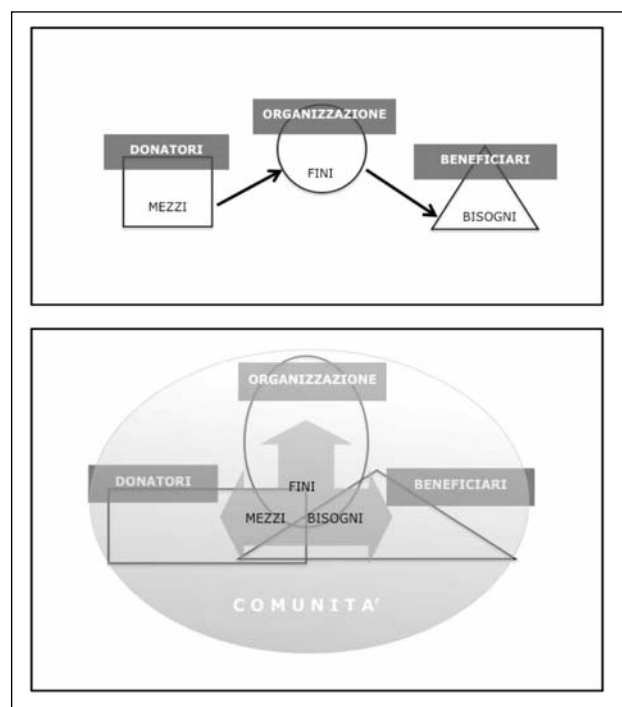 ORGANIZZAZIONE
DONATORI
BENEFICIARI
FINI
MEZZI
BISOGNI
ORGANIZZAZIONE
DONATORI
BENEFICIARI
FINI
MEZZI BISOGNI
COMUNITA'